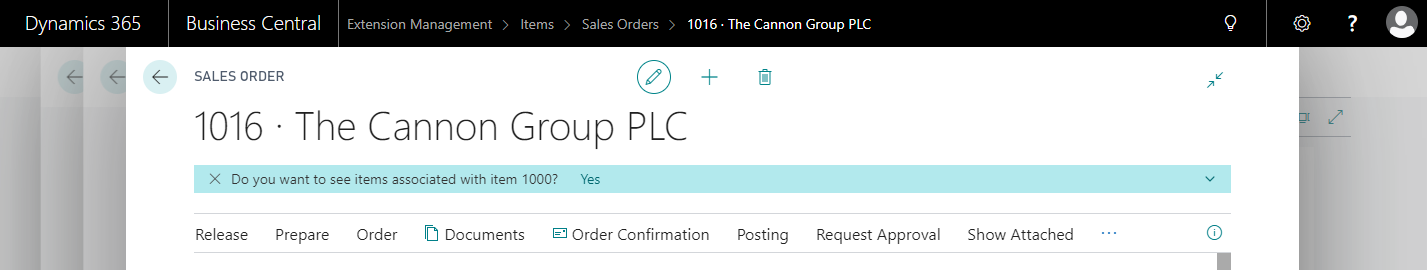 Dynamics 365 Business Central Extension Management > Items > Sales Orders > 1016 · The Cannon Group PLC ?
SALES ORDER
1016 · The Cannon Group PLC
Do you want to see items associated with item 1000? Yes
Release Prepare Order Documents Order Confirmation Posting Request Approval Show Attached ...